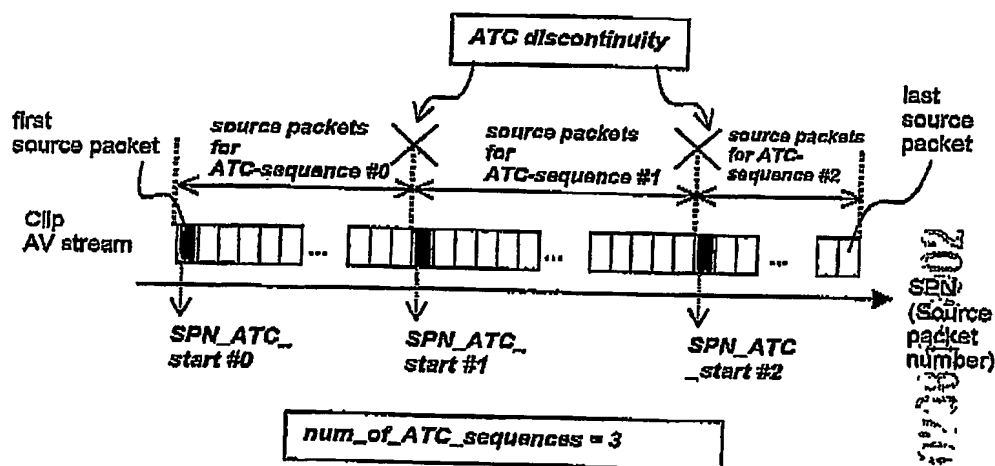 ATC discontinuity
first
source packet
source packets
for
ATC-sequence #0
source packets
for
ATC-sequence #1
source packets
for ATC-
sequence #2
last
source
packet
Clip
AV stream
...
...
...
SPN
(Source
packet
number)
SPN_ATC_
start #0
SPN_ATC_
start #1
SPN_ATC
_start #2
num_of_ATC_sequences = 3